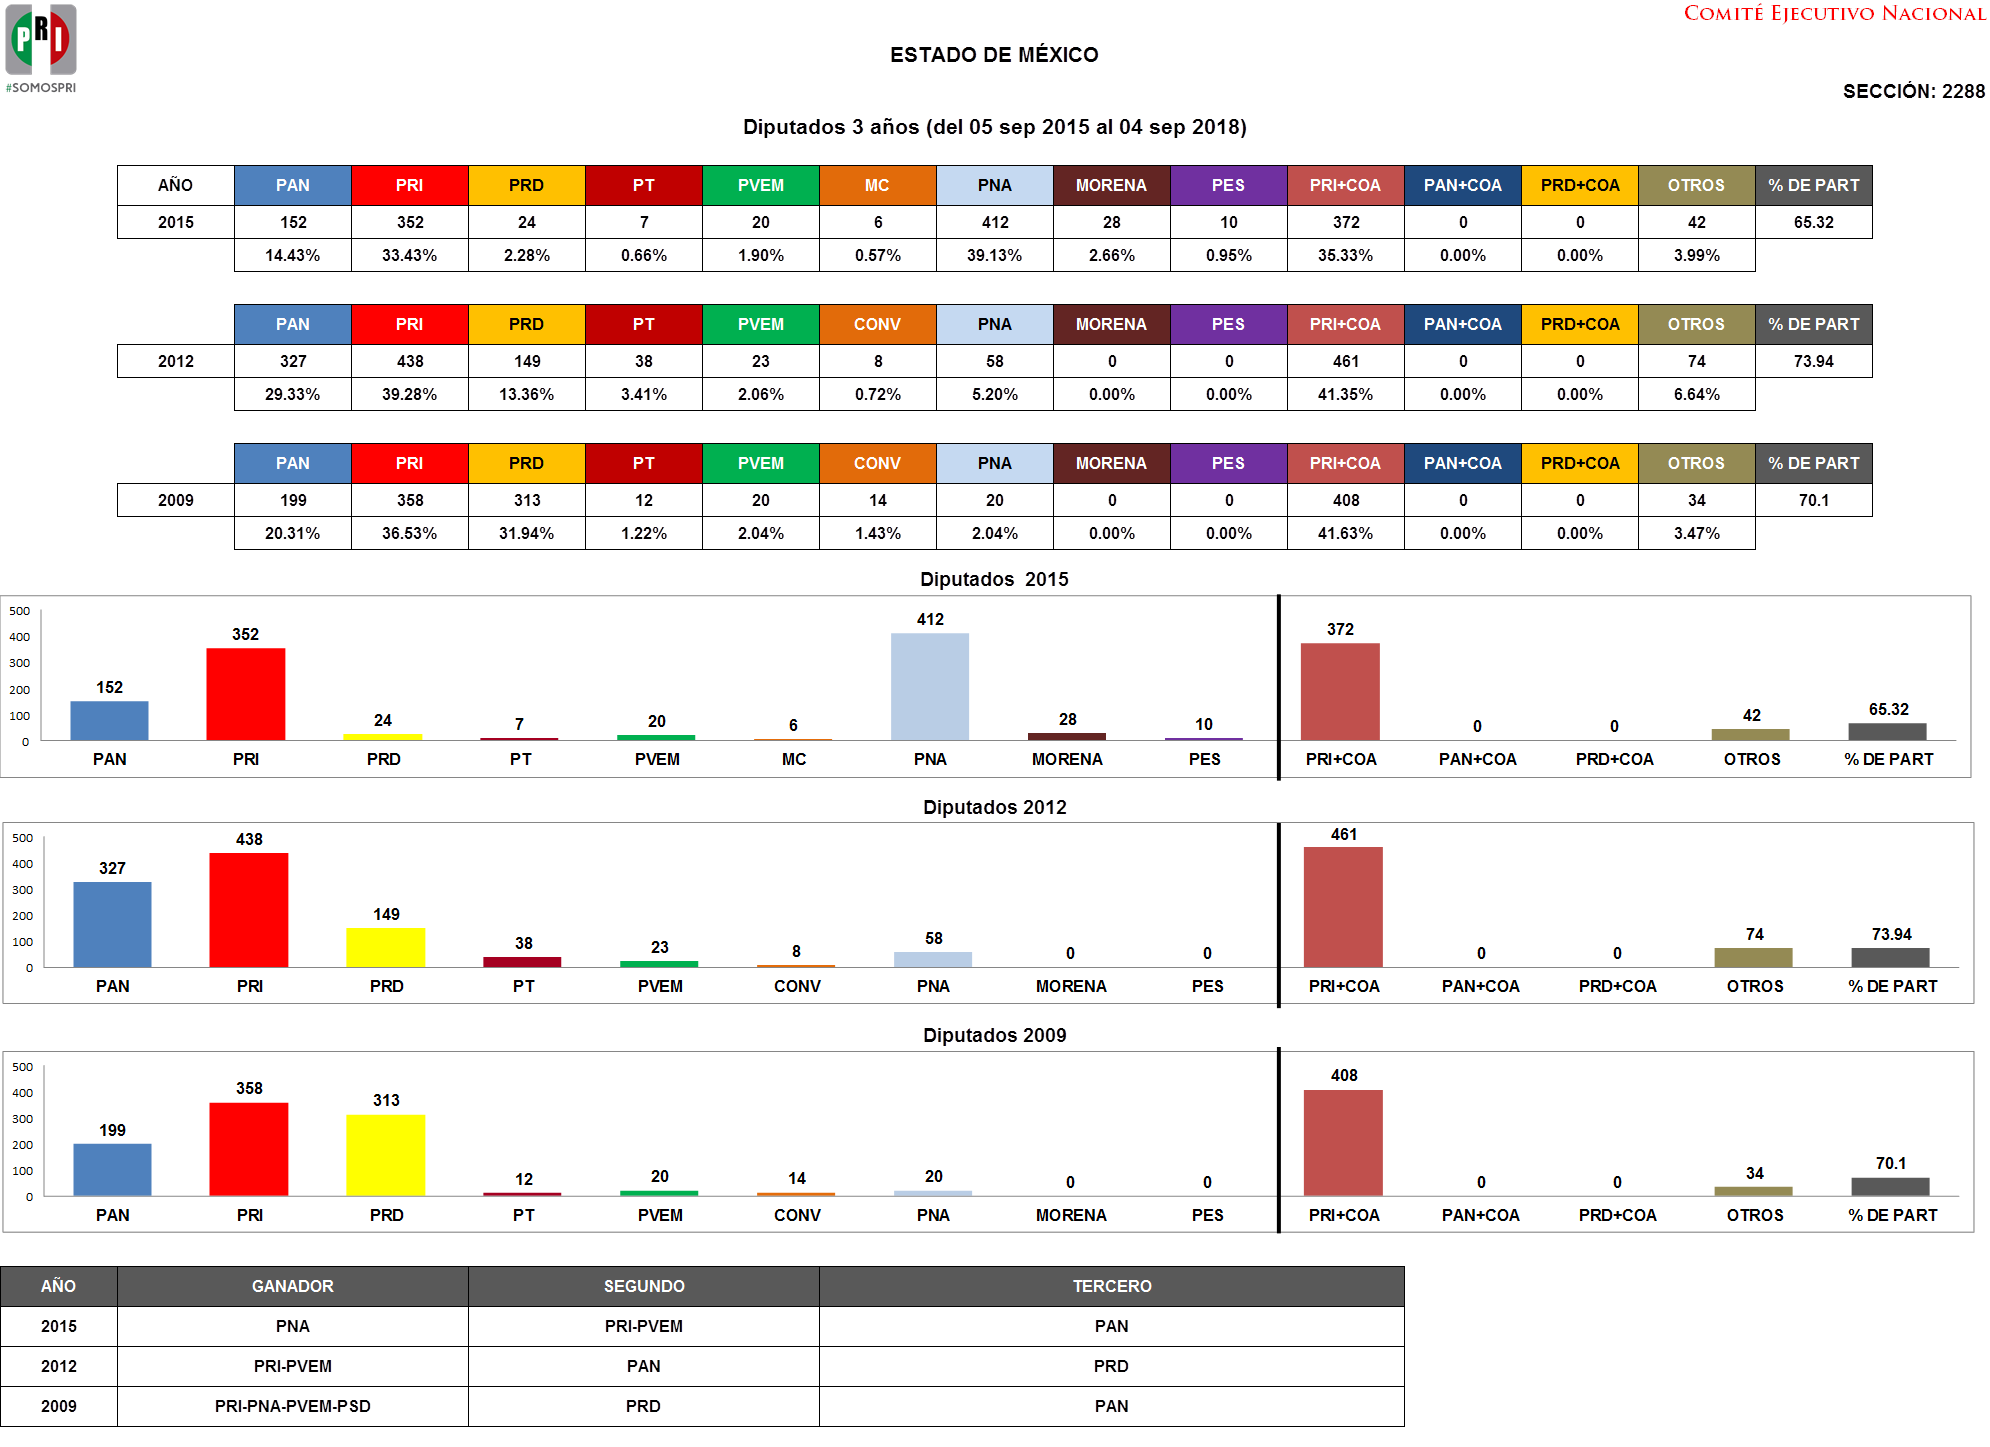 PRI
#SOMOSPRI
COMITÉ EJECUTIVO NACIONAL
ESTADO DE MÉXICO
SECCIÓN: 2288
Diputados 3 años (del 05 sep 2015 al 04 sep 2018)
AÑO PAN PRI PRD PT PVEM MC PNA MORENA PES PRI+COA PAN+COA PRD+COA OTROS % DE PART
2015 152 352 24 7 20 6 412 28 10 372 0 0 42 65.32
14.43% 33.43% 2.28% 0.66% 1.90% 0.57% 39.13% 2.66% 0.95% 35.33% 0.00% 0.00% 3.99%
PAN PRI PRD PT PVEM CONV PNA MORENA PES PRI+COA PAN+COA PRD+COA OTROS % DE PART
2012 327 438 149 38 23 8 58 0 0 461 0 0 74 73.94
29.33% 39.28% 13.36% 3.41% 2.06% 0.72% 5.20% 0.00% 0.00% 41.35% 0.00% 0.00% 6.64%
PAN PRI PRD PT PVEM CONV PNA MORENA PES PRI+COA PAN+COA PRD+COA OTROS % DE PART
2009 199 358 313 12 20 14 20 0 0 408 0 0 34 70.1
20.31% 36.53% 31.94% 1.22% 2.04% 1.43% 2.04% 0.00% 0.00% 41.63% 0.00% 0.00% 3.47%
Diputados 2015
500
400
300
200
100
0
152 352 24 7 20 6 412 28 10 372 0 0 42 65.32
PAN PRI PRD PT PVEM MC PNA MORENA PES PRI+COA PAN+COA PRD+COA OTROS % DE PART
Diputados 2012
500
400
300
200
100
0
327 438 149 38 23 8 58 0 0 461 0 0 74 73.94
PAN PRI PRD PT PVEM CONV PNA MORENA PES PRI+COA PAN+COA PRD+COA OTROS % DE PART
Diputados 2009
500
400
300
200
100
0
199 358 313 12 20 14 20 0 0 408 0 0 34 70.1
PAN PRI PRD PT PVEM CONV PNA MORENA PES PRI+COA PAN+COA PRD+COA OTROS % DE PART
AÑO GANADOR SEGUNDO TERCERO
2015 PNA PRI-PVEM PAN
2012 PRI-PVEM PAN PRD
2009 PRI-PNA-PVEM-PSD PRD PAN